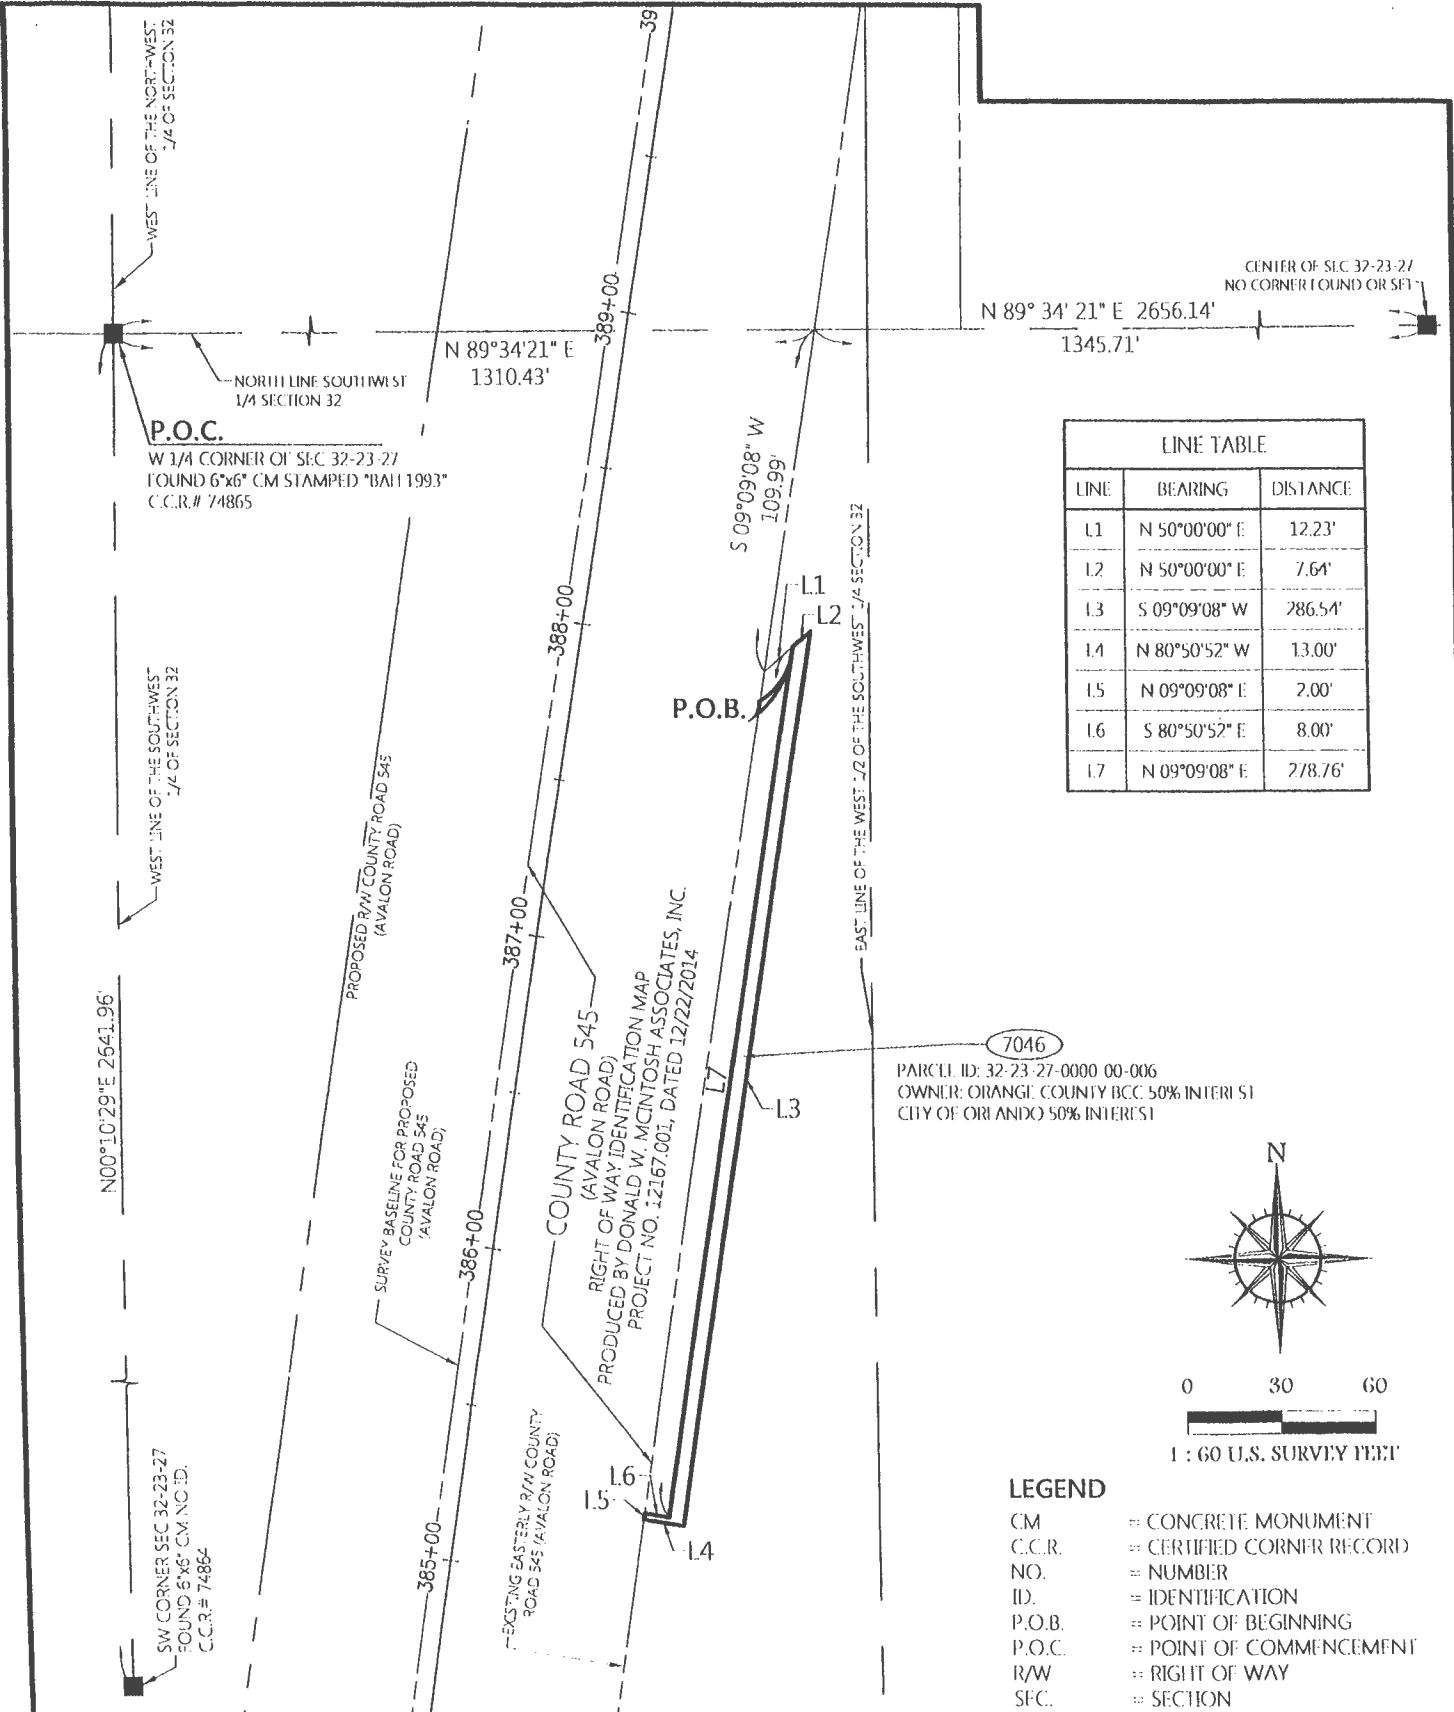 WEST LINE OF THE NORTHWEST
1/4 OF SECTION 32
39
389+00
CENTER OF SEC 32-23-27
NO CORNER FOUND OR SET
N 89° 34' 21" E 2656.14'
1345.71'
N 89°34'21" E
1310.43'
NORTH LINE SOUTHWEST
1/4 SECTION 32
P.O.C.
W 1/4 CORNER OF SEC 32-23-27
FOUND 6"x6" CM STAMPED "BAH 1993"
C.C.R.# 74865
S 09°09'08" W
109.99'
LINE TABLE
LINE BEARING DISTANCE
L1 N 50°00'00" E 12.23'
L2 N 50°00'00" E 7.64'
L3 S 09°09'08" W 286.54'
L4 N 80°50'52" W 13.00'
L5 N 09°09'08" E 2.00'
L6 S 80°50'52" E 8.00'
L7 N 09°09'08" E 278.76'
388+00
L1
L2
P.O.B.
EAST LINE OF THE WEST 1/2 OF THE SOUTHWEST 1/4 SECTION 32
WEST LINE OF THE SOUTHWEST
1/4 OF SECTION 32
PROPOSED R/W COUNTY ROAD 545
(AVALON ROAD)
387+00
COUNTY ROAD 545
(AVALON ROAD)
RIGHT OF WAY IDENTIFICATION MAP
PRODUCED BY DONALD W. MCINTOSH ASSOCIATES, INC.
PROJECT NO. 12167.001, DATED 12/22/2014
L7
L3
7046
PARCEL ID: 32-23-27-0000 00-006
OWNER: ORANGE COUNTY BCC 50% INTEREST
CITY OF ORLANDO 50% INTEREST
N00°10'29"E 2641.96'
SURVEY BASELINE FOR PROPOSED
COUNTY ROAD 545
(AVALON ROAD)
386+00
N
0 30 60
1 : 60 U.S. SURVEY FEET
SW CORNER SEC 32-23-27
FOUND 6"x6" CM NO ID.
C.C.R.# 74864
385+00
EXISTING EASTERLY R/W COUNTY
ROAD 545 (AVALON ROAD)
L6
L5
L4
LEGEND
CM = CONCRETE MONUMENT
C.C.R. = CERTIFIED CORNER RECORD
NO. = NUMBER
ID. = IDENTIFICATION
P.O.B. = POINT OF BEGINNING
P.O.C. = POINT OF COMMENCEMENT
R/W = RIGHT OF WAY
SEC. = SECTION